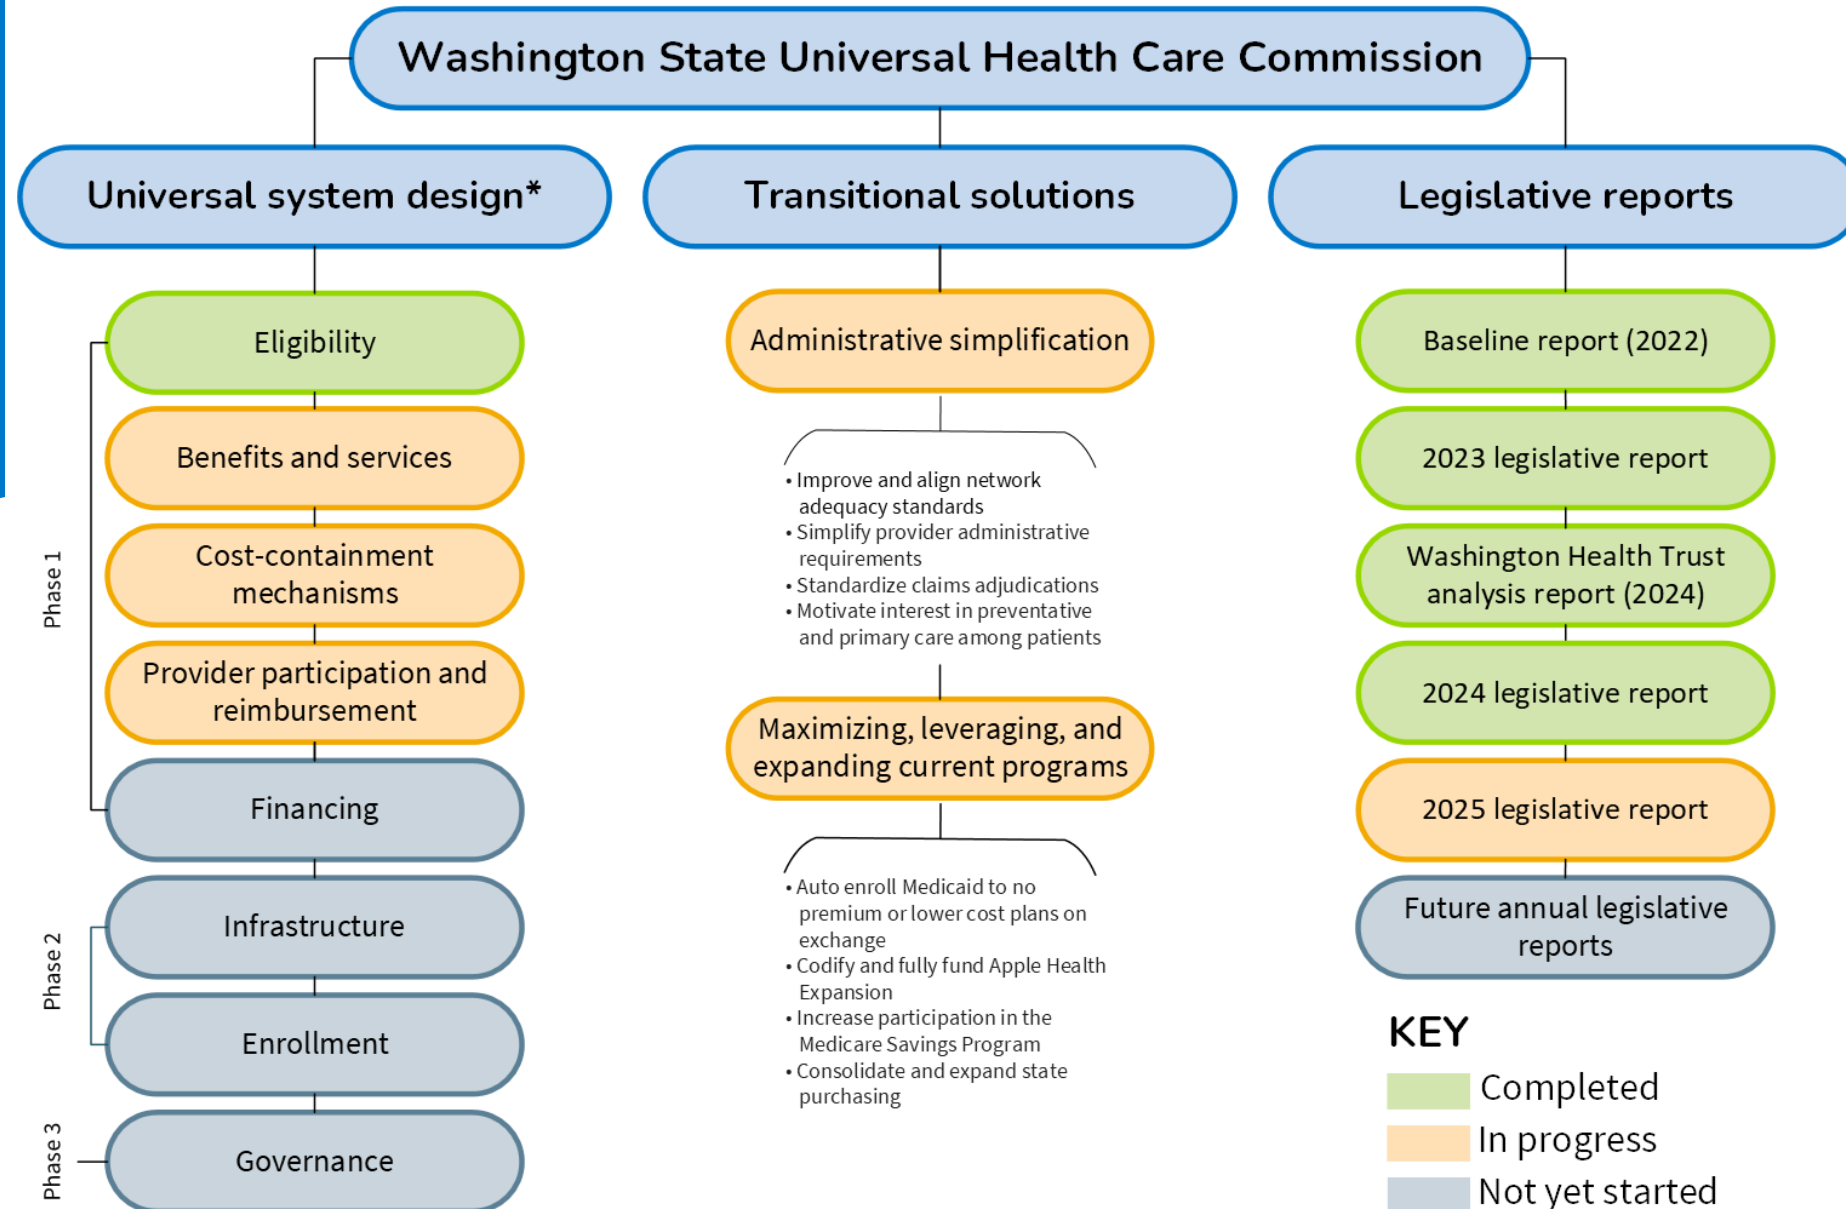 Washington State Universal Health Care Commission
Universal system design*
Transitional solutions
Legislative reports
Phase 1
Eligibility
Benefits and services
Cost-containment
mechanisms
Provider participation and
reimbursement
Financing
Phase 2
Infrastructure
Enrollment
Phase 3
Governance
Administrative simplification
• Improve and align network
adequacy standards
• Simplify provider administrative
requirements
• Standardize claims adjudications
• Motivate interest in preventative
and primary care among patients
Maximizing, leveraging, and
expanding current programs
• Auto enroll Medicaid to no
premium or lower cost plans on
exchange
• Codify and fully fund Apple Health
Expansion
• Increase participation in the
Medicare Savings Program
• Consolidate and expand state
purchasing
Baseline report (2022)
2023 legislative report
Washington Health Trust
analysis report (2024)
2024 legislative report
2025 legislative report
Future annual legislative
reports
KEY
Completed
In progress
Not yet started